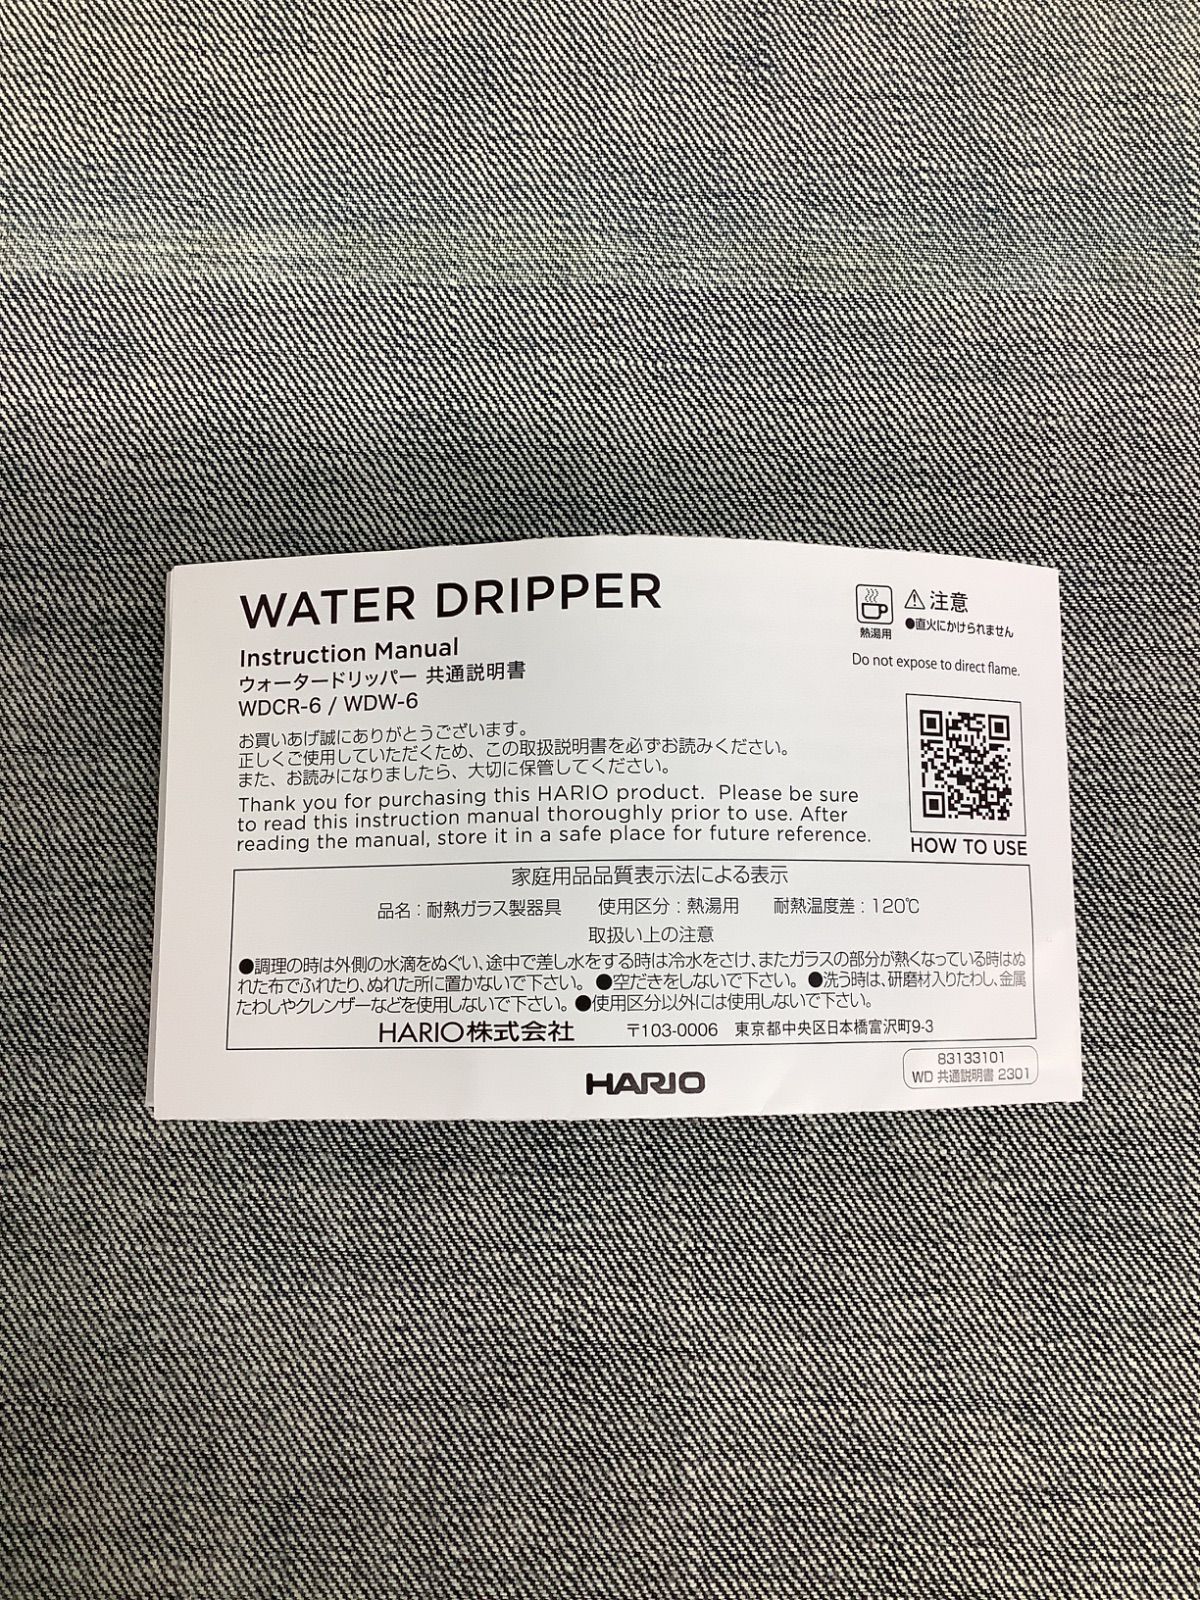 WATER DRIPPER
Instruction Manual
ウォータードリッパー 共通説明書
WDCR-6 / WDW-6
熱湯用
⚠注意
●直火にかけられません
Do not expose to direct flame.
お買いあげ誠にありがとうございます。
正しくご使用していただくため、この取扱説明書を必ずお読みください。
また、お読みになりましたら、大切に保管してください。
Thank you for purchasing this HARIO product. Please be sure
to read this instruction manual thoroughly prior to use. After
reading the manual, store it in a safe place for future reference.
HOW TO USE
家庭用品品質表示法による表示
品名：耐熱ガラス製器具 使用区分：熱湯用 耐熱温度差：120℃
取扱い上の注意
●調理の時は外側の水滴をぬぐい、途中で差し水をする時は冷水をさけ、またガラスの部分が熱くなっている時はぬ
れた布でふれたり、ぬれた所に置かないで下さい。 ●空だきをしないで下さい。 ●洗う時は、研磨材入りたわし、金属
たわしやクレンザーなどを使用しないで下さい。 ●使用区分以外には使用しないで下さい。
HARIO株式会社 〒103-0006 東京都中央区日本橋富沢町9-3
HARIO
83133101
WD 共通説明書 2301